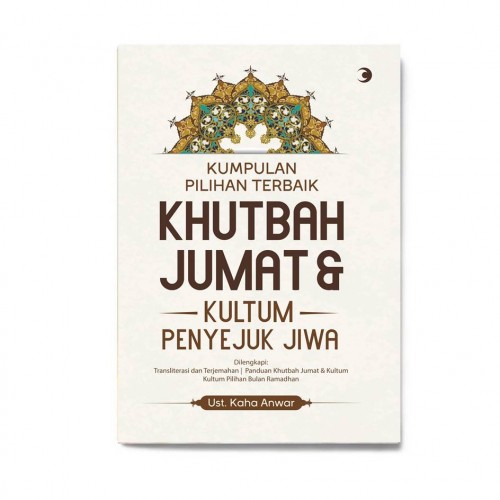 KUMPULAN
PILIHAN TERBAIK
KHUTBAH
JUMAT &
KULTUM
PENYEJUK JIWA
Dilengkapi:
Transliterasi dan Terjemahan | Panduan Khutbah Jumat & Kultum
Kultum Pilihan Bulan Ramadhan
Ust. Kaha Anwar